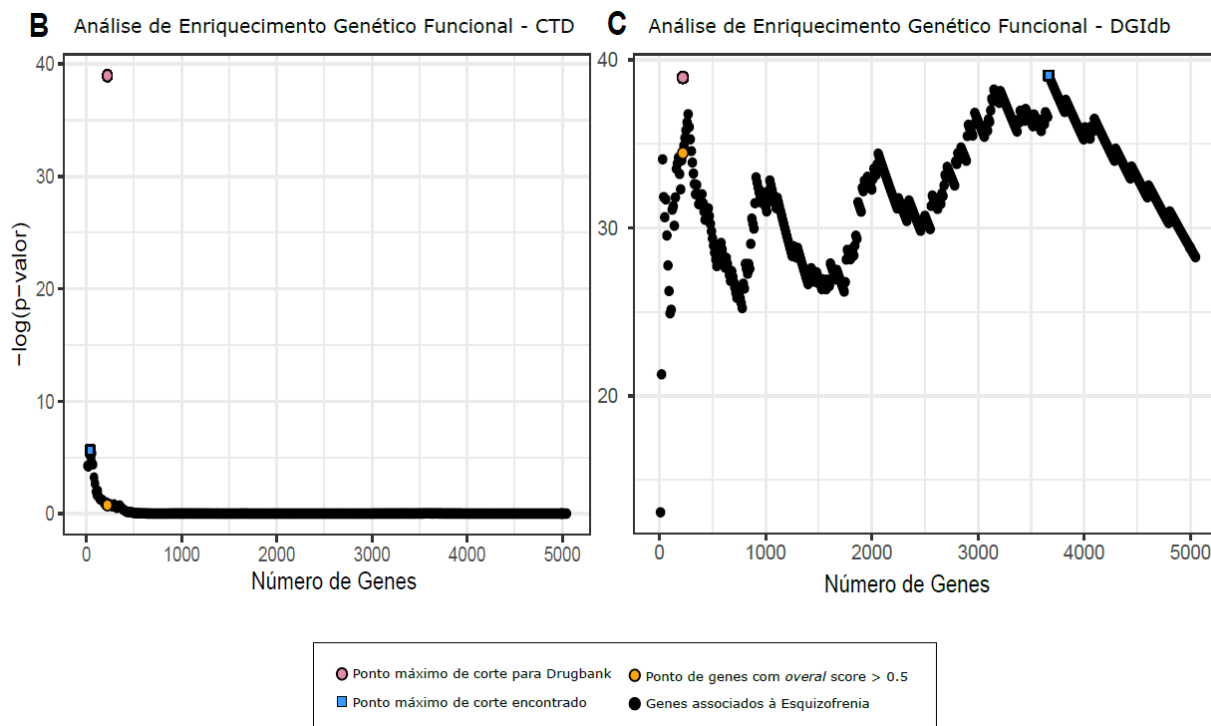 B Análise de Enriquecimento Genético Funcional - CTD
40
30
20
10
0
−log(p-valor)
0 1000 2000 3000 4000 5000
Número de Genes
C Análise de Enriquecimento Genético Funcional - DGIdb
40
30
20
0 1000 2000 3000 4000 5000
Número de Genes
Ponto máximo de corte para Drugbank
Ponto de genes com overal score > 0.5
Ponto máximo de corte encontrado
Genes associados à Esquizofrenia